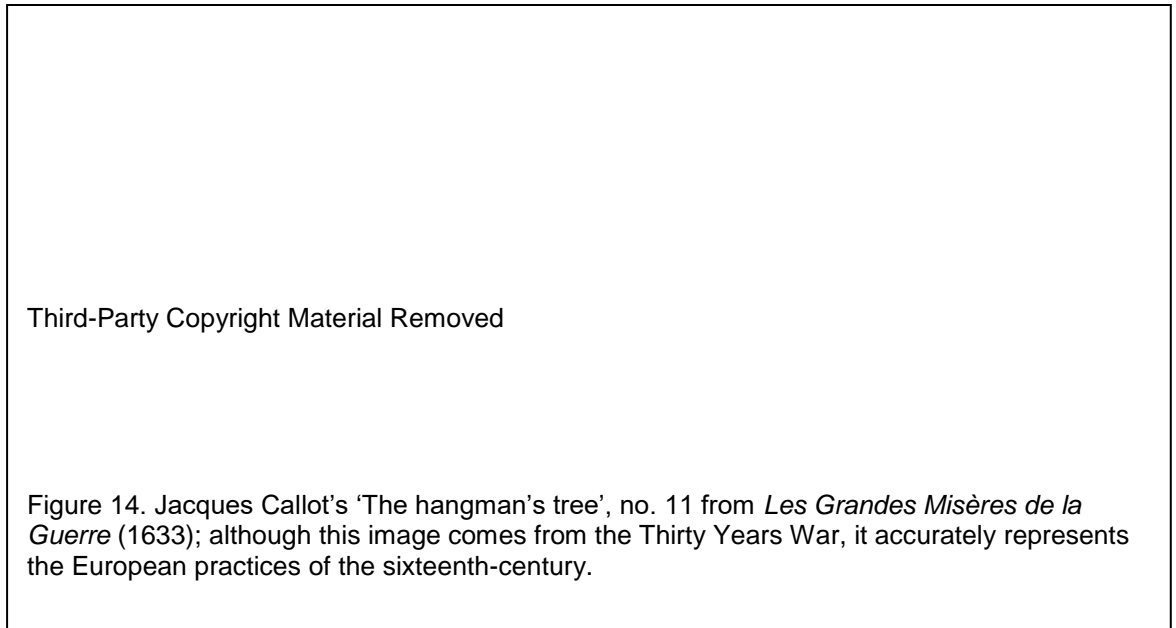 Third-Party Copyright Material Removed
Figure 14. Jacques Callot’s ‘The hangman’s tree’, no. 11 from Les Grandes Misères de la
Guerre (1633); although this image comes from the Thirty Years War, it accurately represents
the European practices of the sixteenth-century.